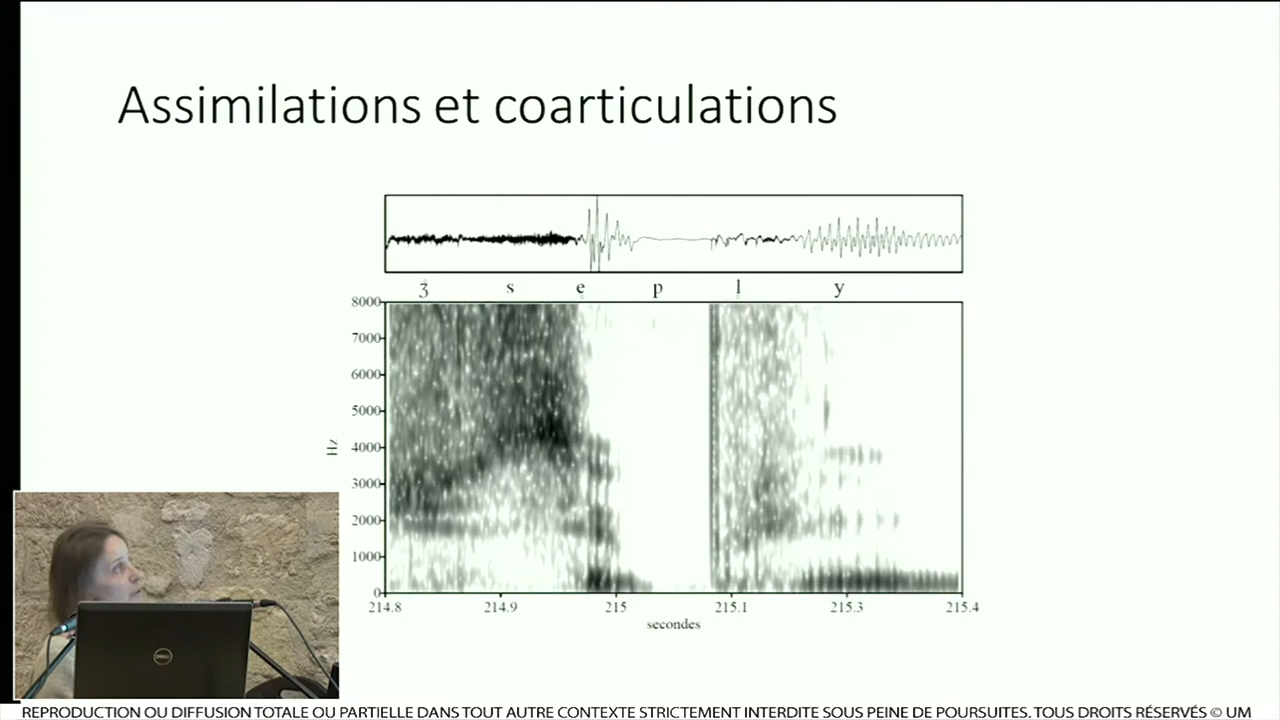 Assimilations et coarticulations
ʒ̊ s e p l y
8000
7000
6000
5000
4000
3000
2000
1000
0
Hz
214.8 214.9 215 215.1 215.3 215.4
secondes
DELL
REPRODUCTION OU DIFFUSION TOTALE OU PARTIELLE DANS TOUT AUTRE CONTEXTE STRICTEMENT INTERDITE SOUS PEINE DE POURSUITES. TOUS DROITS RÉSERVÉS © UM